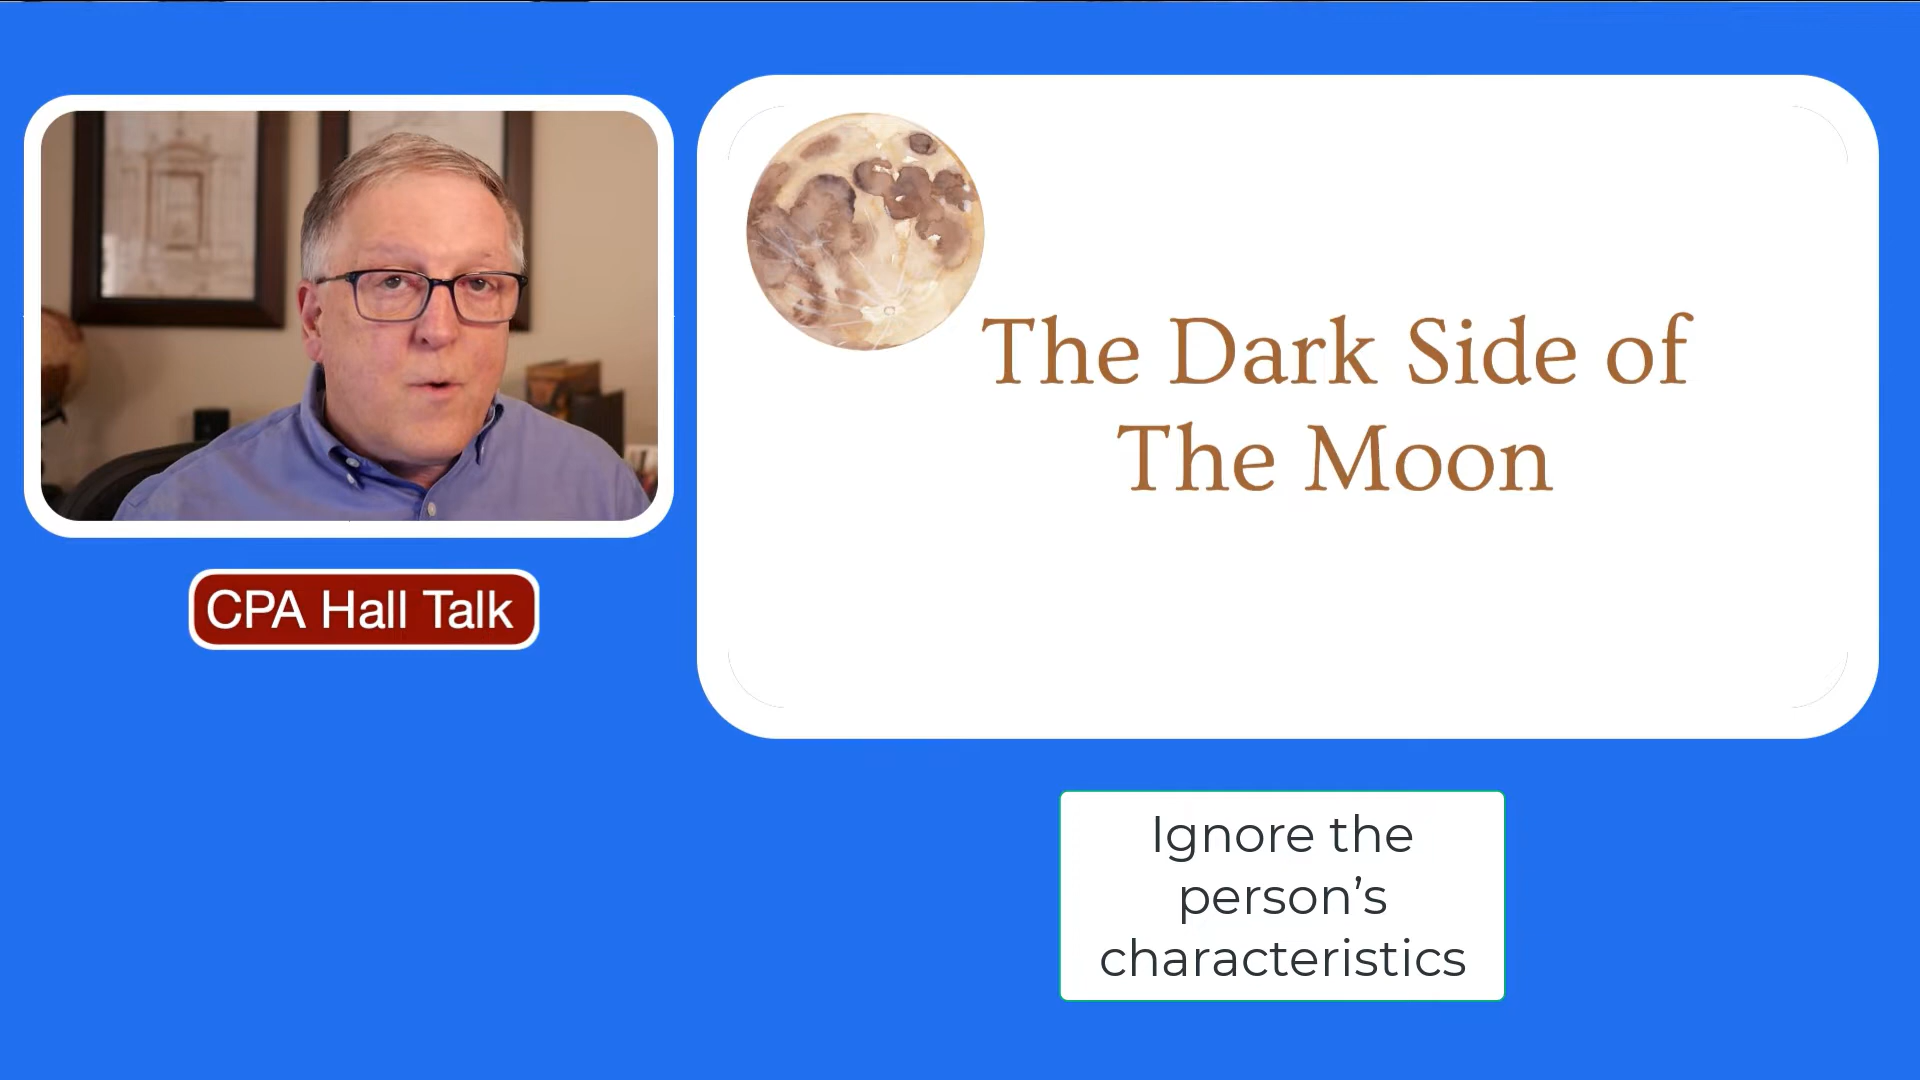 The Dark Side of
The Moon
CPA Hall Talk
Ignore the
person’s
characteristics